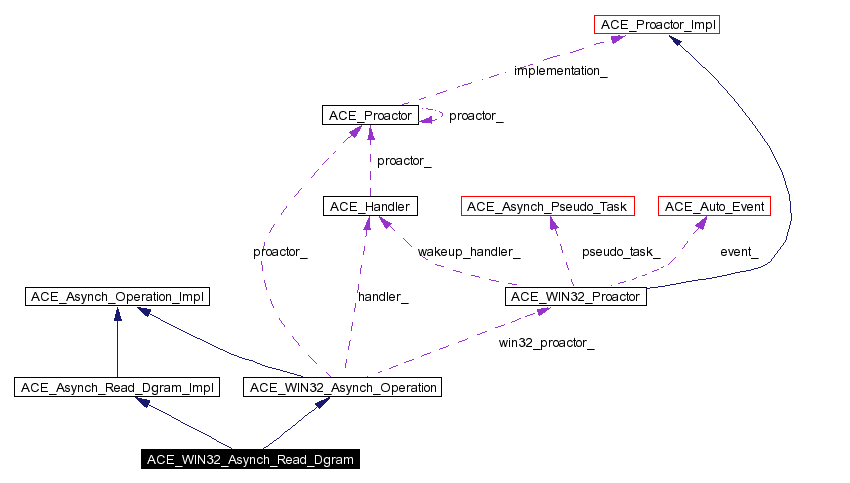 ACE_Proactor_Impl
implementation_
ACE_Proactor
proactor_
proactor_
ACE_Handler
ACE_Asynch_Pseudo_Task
ACE_Auto_Event
proactor_
wakeup_handler_
pseudo_task_
event_
ACE_Asynch_Operation_Impl
handler_
ACE_WIN32_Proactor
win32_proactor_
ACE_Asynch_Read_Dgram_Impl
ACE_WIN32_Asynch_Operation
ACE_WIN32_Asynch_Read_Dgram